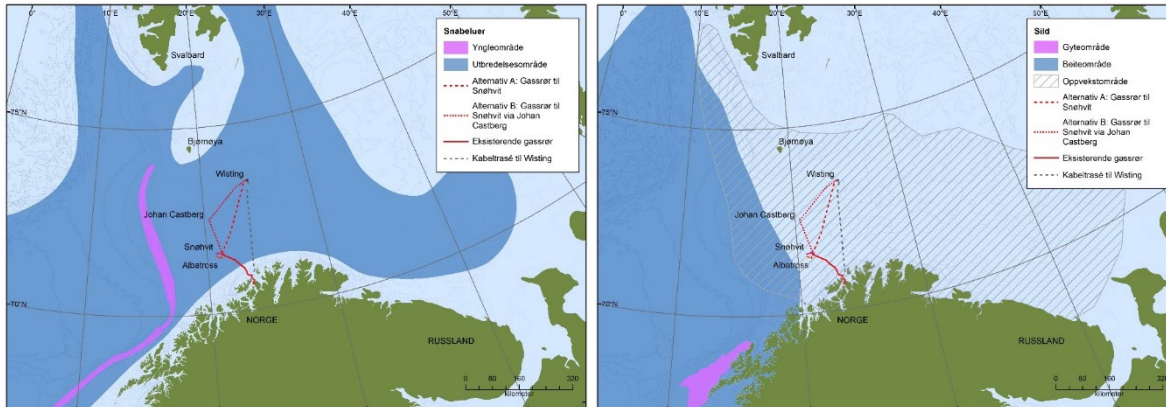 0°
10°E
20°E
30°E
40°E
50°E
60°E
Svalbard
75°N
Bjørnøya
Wisting
Johan Castberg
Snøhvit
Albatross
70°N
NORGE
RUSSLAND
0 80 160 320
kilometer
Snabeluer
Yngleområde
Utbredelsesområde
Alternativ A: Gassrør til
Snøhvit
Alternativ B: Gassrør til
Snøhvit via Johan
Castberg
Eksisterende gassrør
Kabeltrasé til Wisting
0°
10°E
20°E
30°E
40°E
50°E
60°E
Svalbard
75°N
Bjørnøya
Wisting
Johan Castberg
Snøhvit
Albatross
70°N
NORGE
RUSSLAND
0 80 160 320
kilometer
Sild
Gyteområde
Beiteområde
Oppvekstområde
Alternativ A: Gassrør til
Snøhvit
Alternativ B: Gassrør til
Snøhvit via Johan
Castberg
Eksisterende gassrør
Kabeltrasé til Wisting